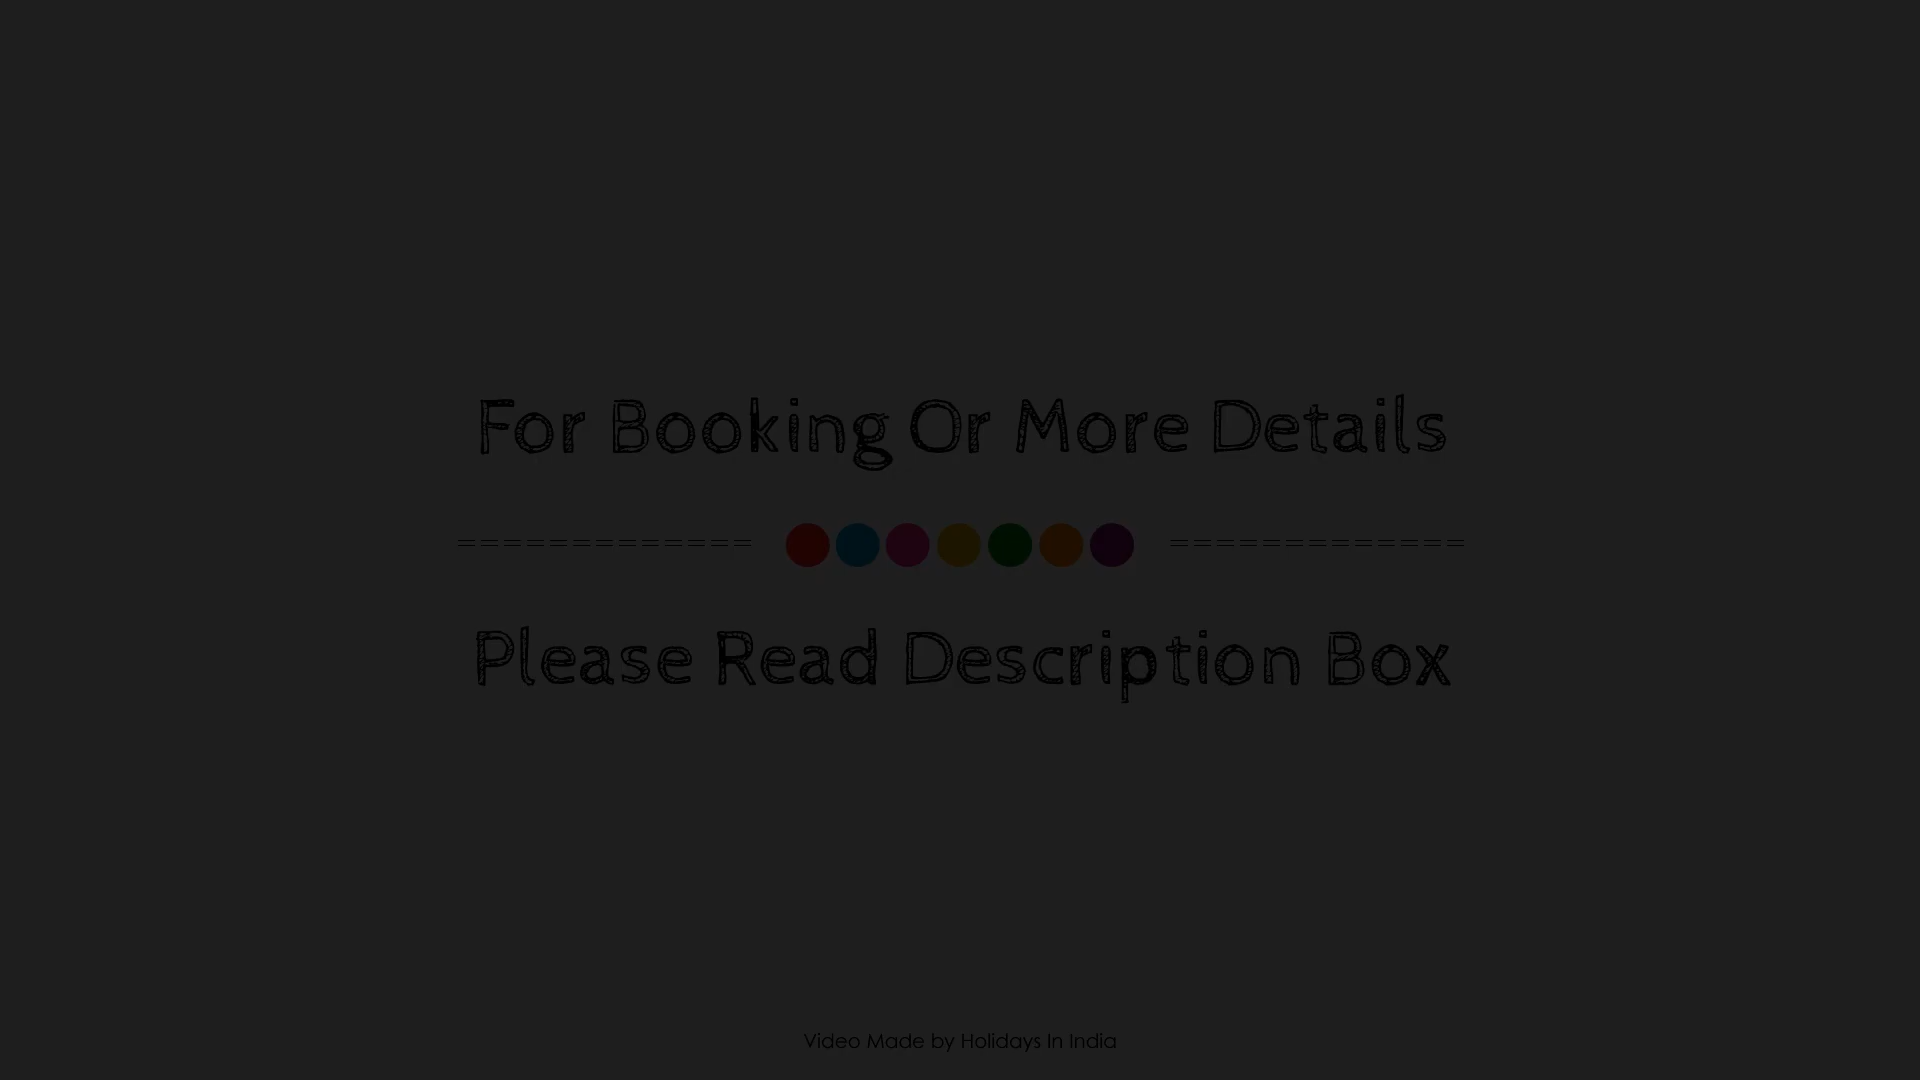 For Booking Or More Details
============= =============
Please Read Description Box
Video Made by Holidays In India